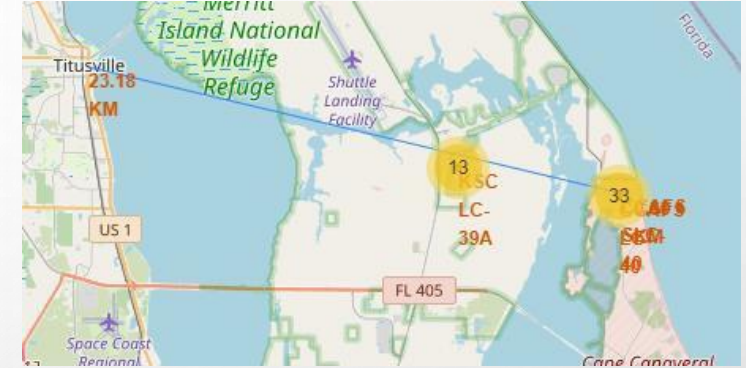 Merritt
Island National
Wildlife
Refuge
Florida
Titusville
23.18
KM
Shuttle
Landing
Facility
13
KSC
LC-
39A
33
40
US 1
FL 405
Space Coast
Regional
Cape Canaveral